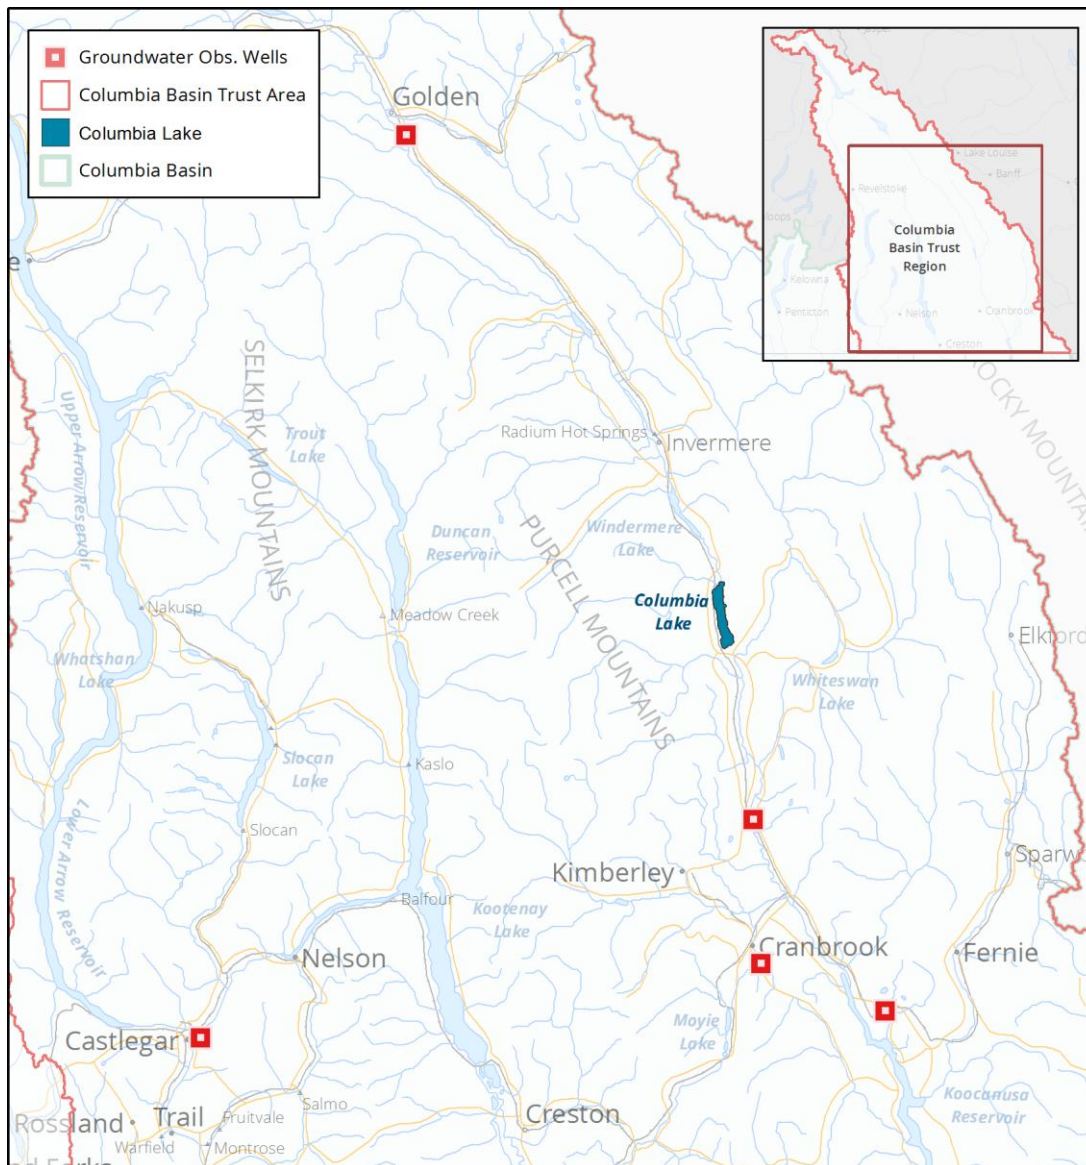 Groundwater Obs. Wells
Columbia Basin Trust Area
Columbia Lake
Columbia Basin
Golden
Lake Louise
Banff
Revelstoke
Columbia
Basin Trust
Region
Kelowna
Penticton
Nelson
Cranbrook
Creston
ROCKY MOUNTAIN
SELKIRK MOUNTAINS
Upper Arrow Reservoir
Trout
Lake
Radium Hot Springs
Invermere
Duncan
Reservoir
PURCELL MOUNTAINS
Windermere
Lake
Columbia
Lake
Nakusp
Meadow Creek
Elkford
Whatshan
Lake
Whiteswan
Lake
Slocan
Lake
Kaslo
Lower Arrow Reservoir
Slocan
Kimberley
Sparw
Balfour
Kootenay
Lake
Nelson
Cranbrook
Fernie
Castlegar
Moyie
Lake
Koocanusa
Reservoir
Salmo
Creston
Rossland
Trail
Fruitvale
Warfield
Montrose